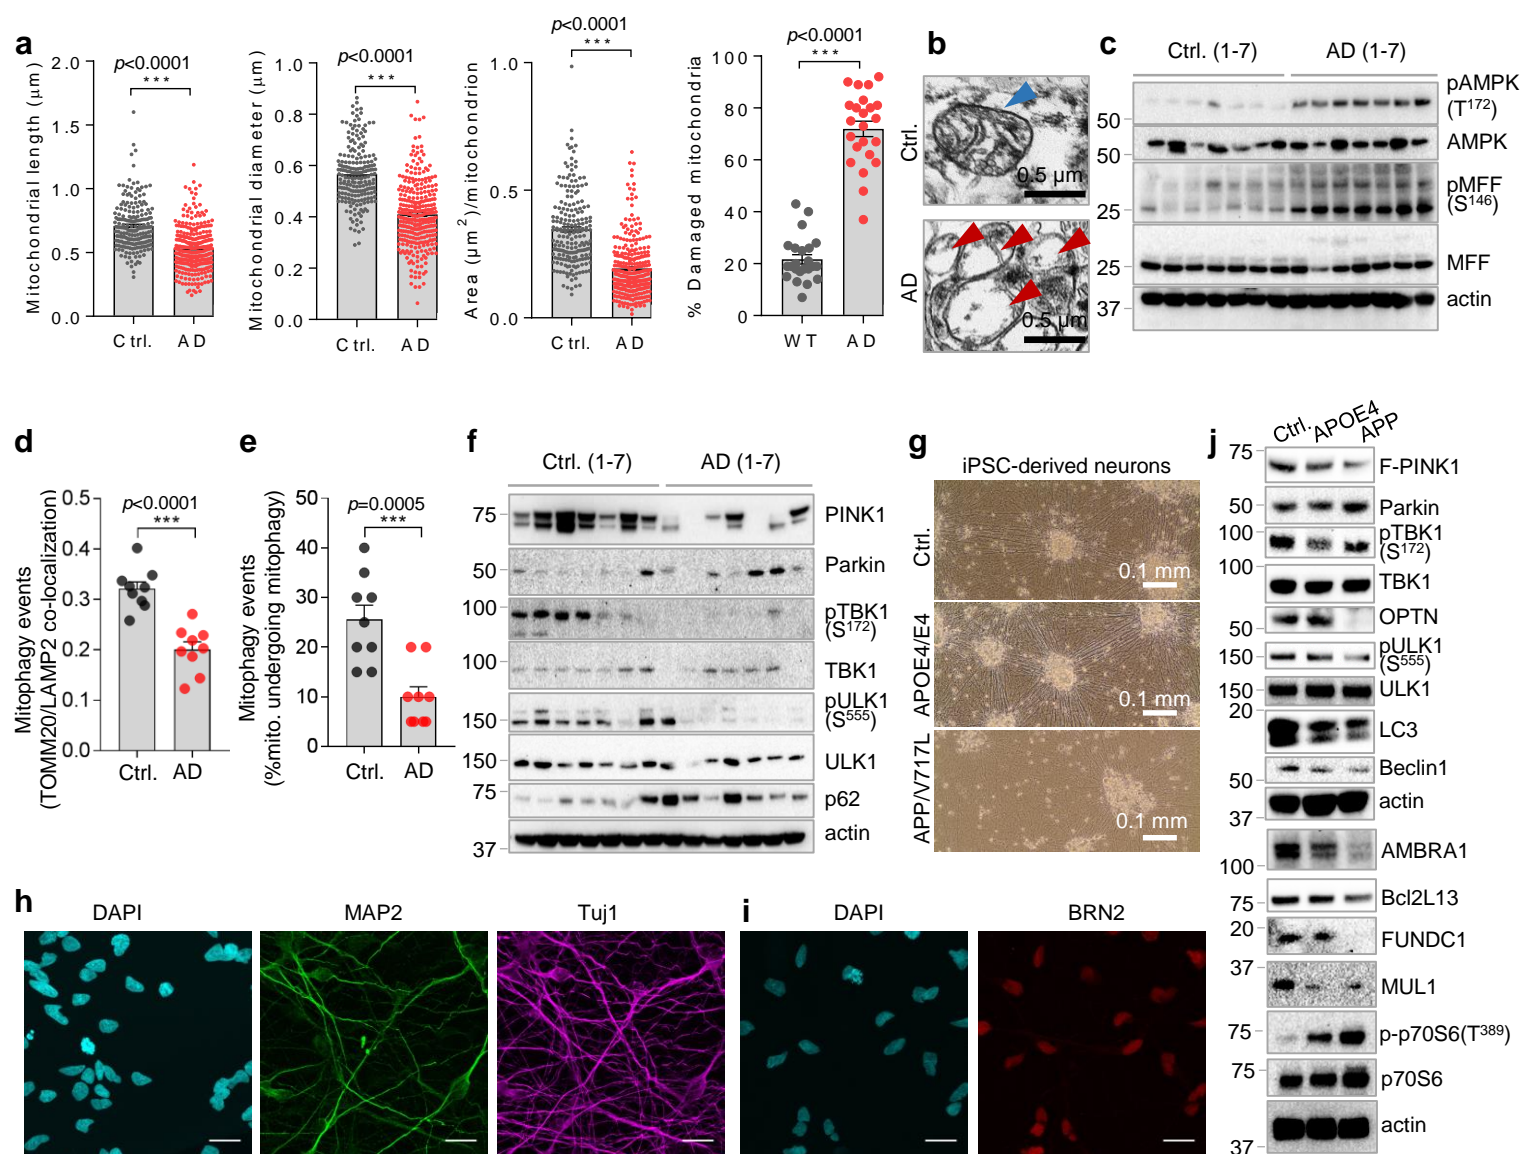 a
Mitochondrial length (μm)
2.0
1.5
1.0
0.5
0.0
p<0.0001
***
Ctrl. AD
Mitochondrial diameter (μm)
1.0
0.8
0.6
0.4
0.2
0.0
p<0.0001
***
Ctrl. AD
Area (μm²)/mitochondrion
1.0
0.5
0.0
p<0.0001
***
Ctrl. AD
% Damaged mitochondria
100
80
60
40
20
0
p<0.0001
***
WT AD
b
Ctrl.
0.5 μm
AD
0.5 μm
c
Ctrl. (1-7) AD (1-7)
50
pAMPK
(T172)
50
AMPK
25
pMFF
(S146)
25
MFF
37
actin
d
Mitophagy events
(TOMM20/LAMP2 co-localization)
0.5
0.4
0.3
0.2
0.1
0.0
p<0.0001
***
Ctrl. AD
e
Mitophagy events
(%mito. undergoing mitophagy)
50
40
30
20
10
0
p=0.0005
***
Ctrl. AD
f
Ctrl. (1-7) AD (1-7)
75
PINK1
50
Parkin
100
pTBK1
(S172)
100
TBK1
150
pULK1
(S555)
150
ULK1
75
p62
37
actin
g
iPSC-derived neurons
Ctrl.
0.1 mm
APOE4/E4
0.1 mm
APP/V717L
0.1 mm
h
DAPI MAP2 Tuj1
i
DAPI BRN2
j
Ctrl. APOE4 APP
75
F-PINK1
50
Parkin
100
pTBK1
(S172)
100
TBK1
50
OPTN
150
pULK1
(S555)
150
ULK1
20
LC3
50
Beclin1
37
actin
100
AMBRA1
75
Bcl2L13
20
FUNDC1
37
MUL1
75
p-p70S6(T389)
75
p70S6
37
actin